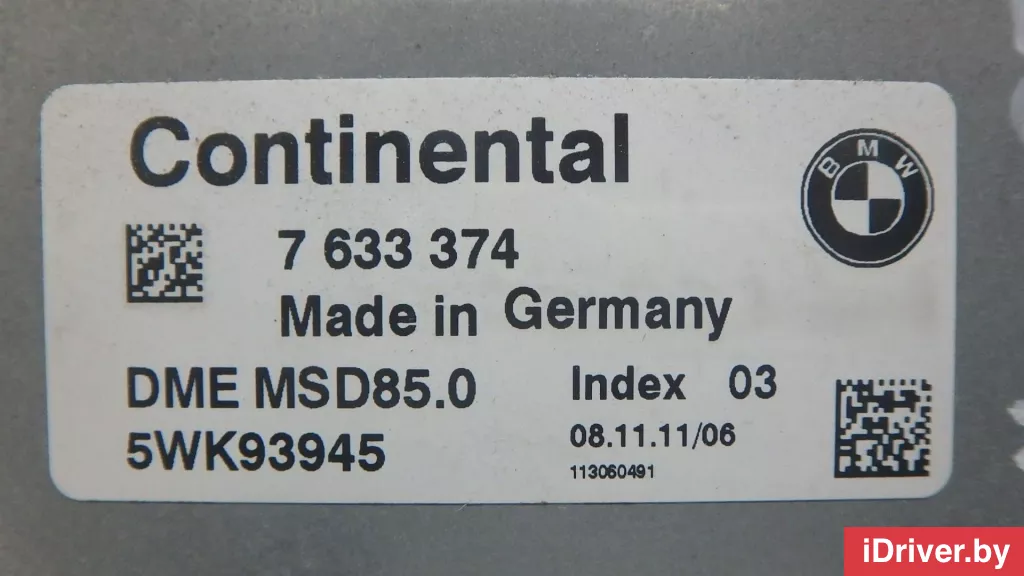 Continental
BMW
7 633 374
Made in Germany
DME MSD85.0
Index 03
5WK93945
08.11.11/06
113060491
iDriver.by